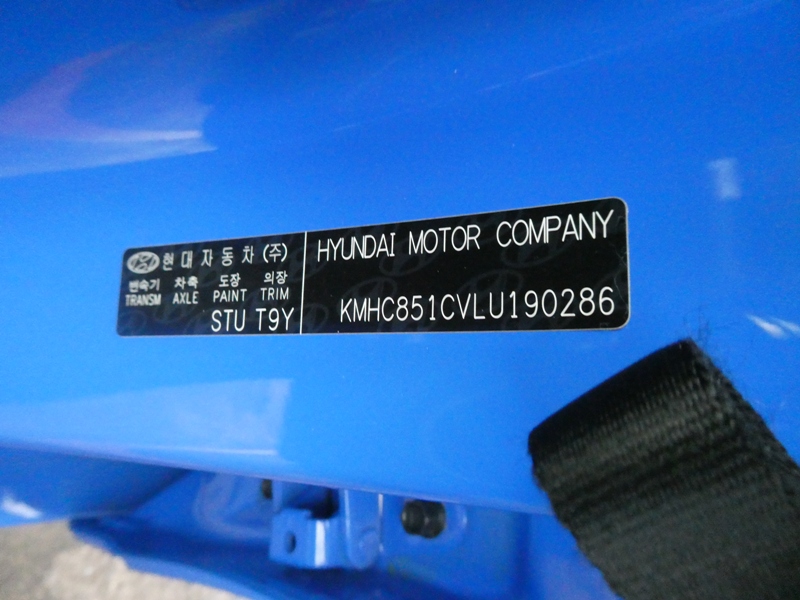 현대자동차(주)
변속기 차축 도장 의장
TRANSM AXLE PAINT TRIM
STU T9Y
HYUNDAI MOTOR COMPANY
KMHC851CVLU190286